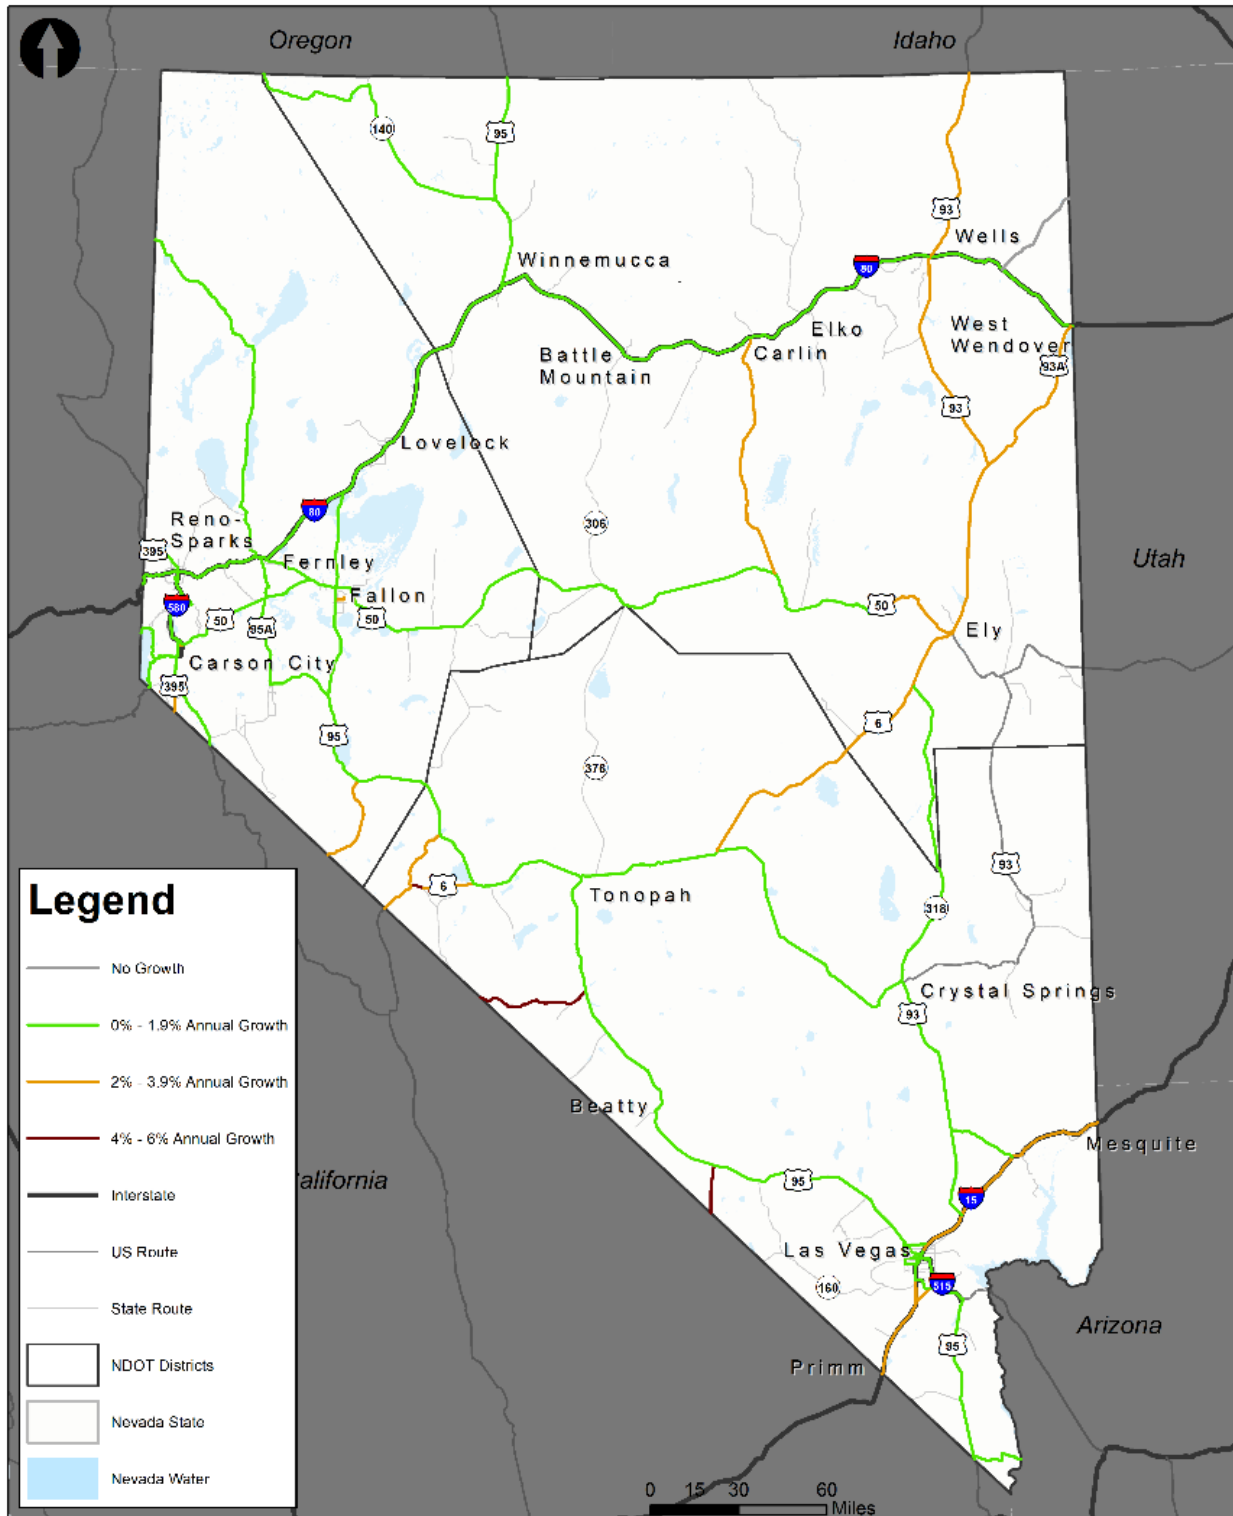 Oregon
Idaho
140
95
93
Wells
Winnemucca
80
Elko
West
Wendover
Battle
Mountain
Carlin
93A
93
Lovelock
80
306
Reno-
Sparks
395
Fernley
Utah
Fallon
580
50
50
50
95A
Ely
Carson City
395
6
95
376
93
6
Tonopah
318
Legend
No Growth
Crystal Springs
93
0% - 1.9% Annual Growth
2% - 3.9% Annual Growth
Beatty
4% - 6% Annual Growth
Mesquite
alifornia
95
Interstate
15
US Route
Las Vegas
160
515
State Route
Arizona
95
Primm
NDOT Districts
Nevada State
Nevada Water
0 15 30 60
Miles